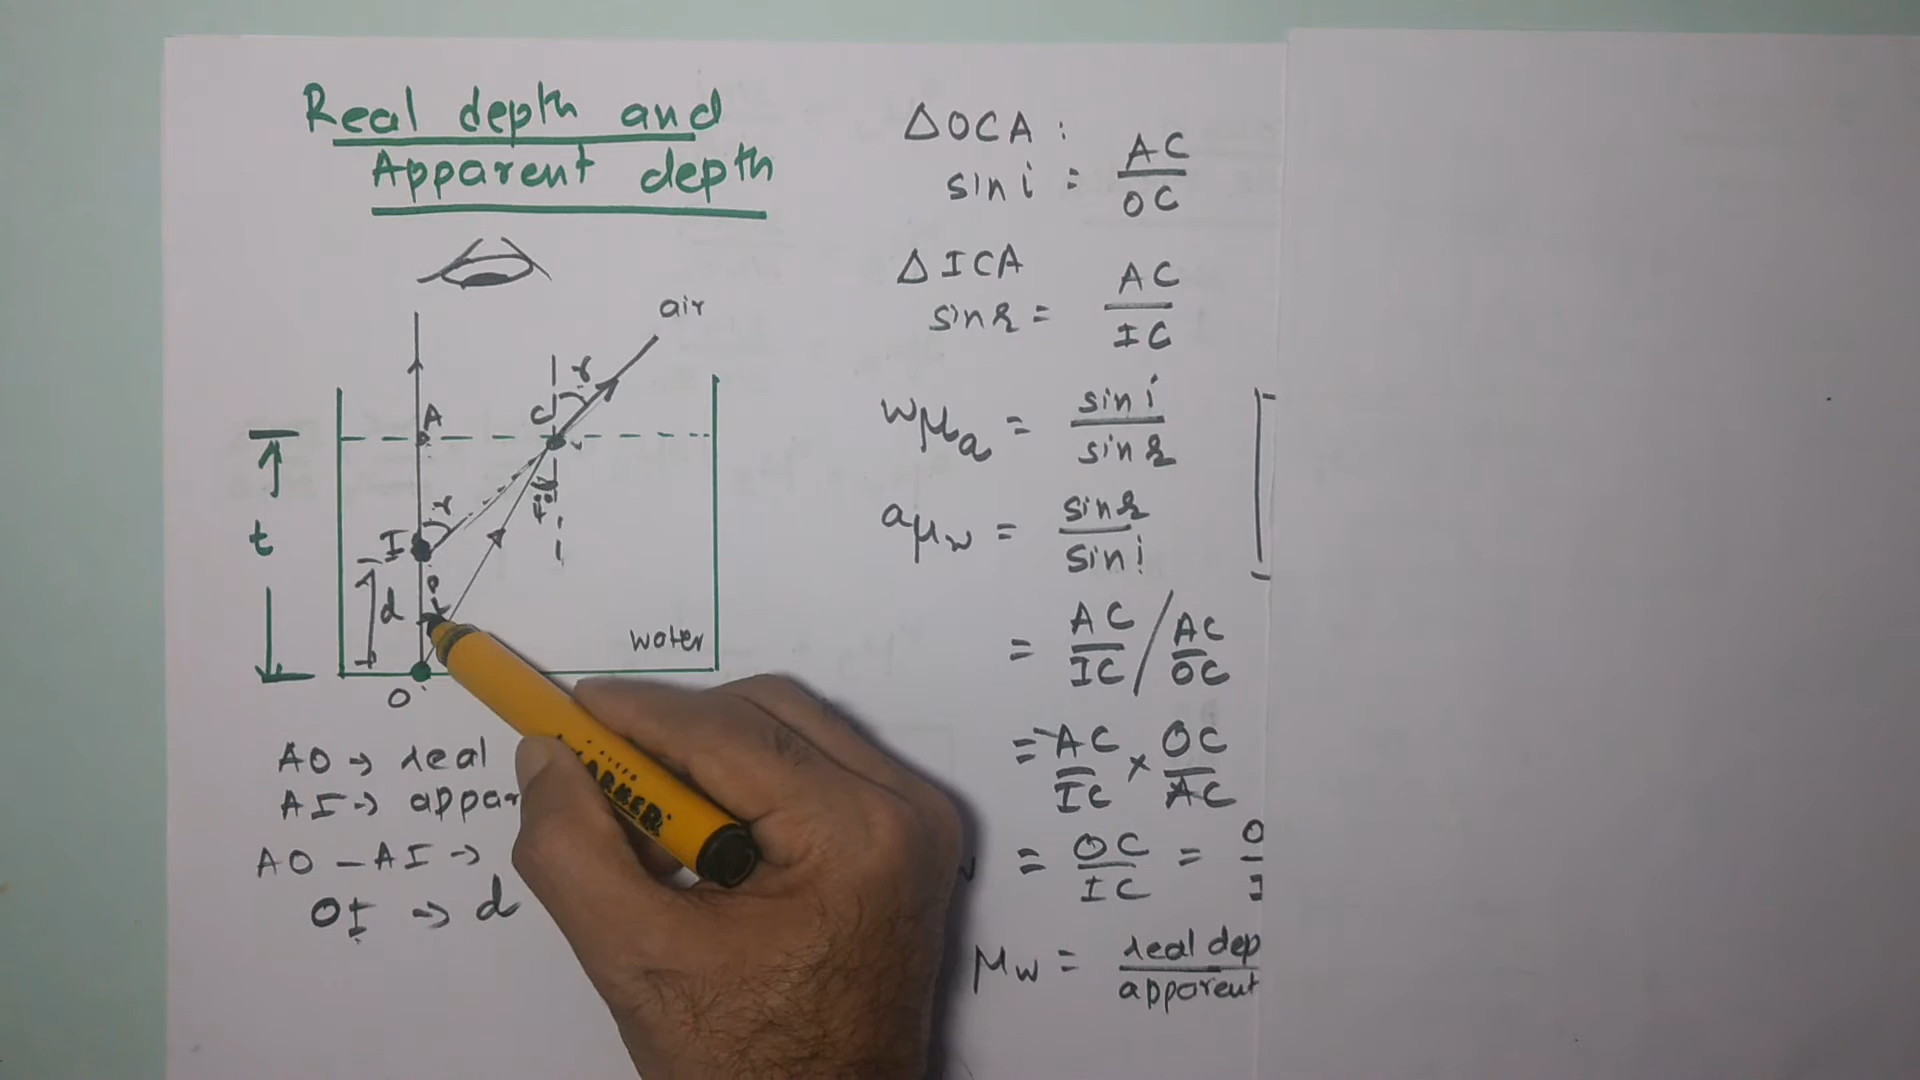 Real depth and
Apparent depth
air
r
A
C
r
t
I
i
d
i
water
O
AO → real
AI → appar
AO – AI →
OI → d
ΔOCA :
sin i = AC / OC
ΔICA
sin r = AC / IC
wμa = sin i / sin r
aμw = sin r / sin i
= AC/IC / AC/OC
= AC/IC × OC/AC
= OC/IC =
μw = real dep / apparent